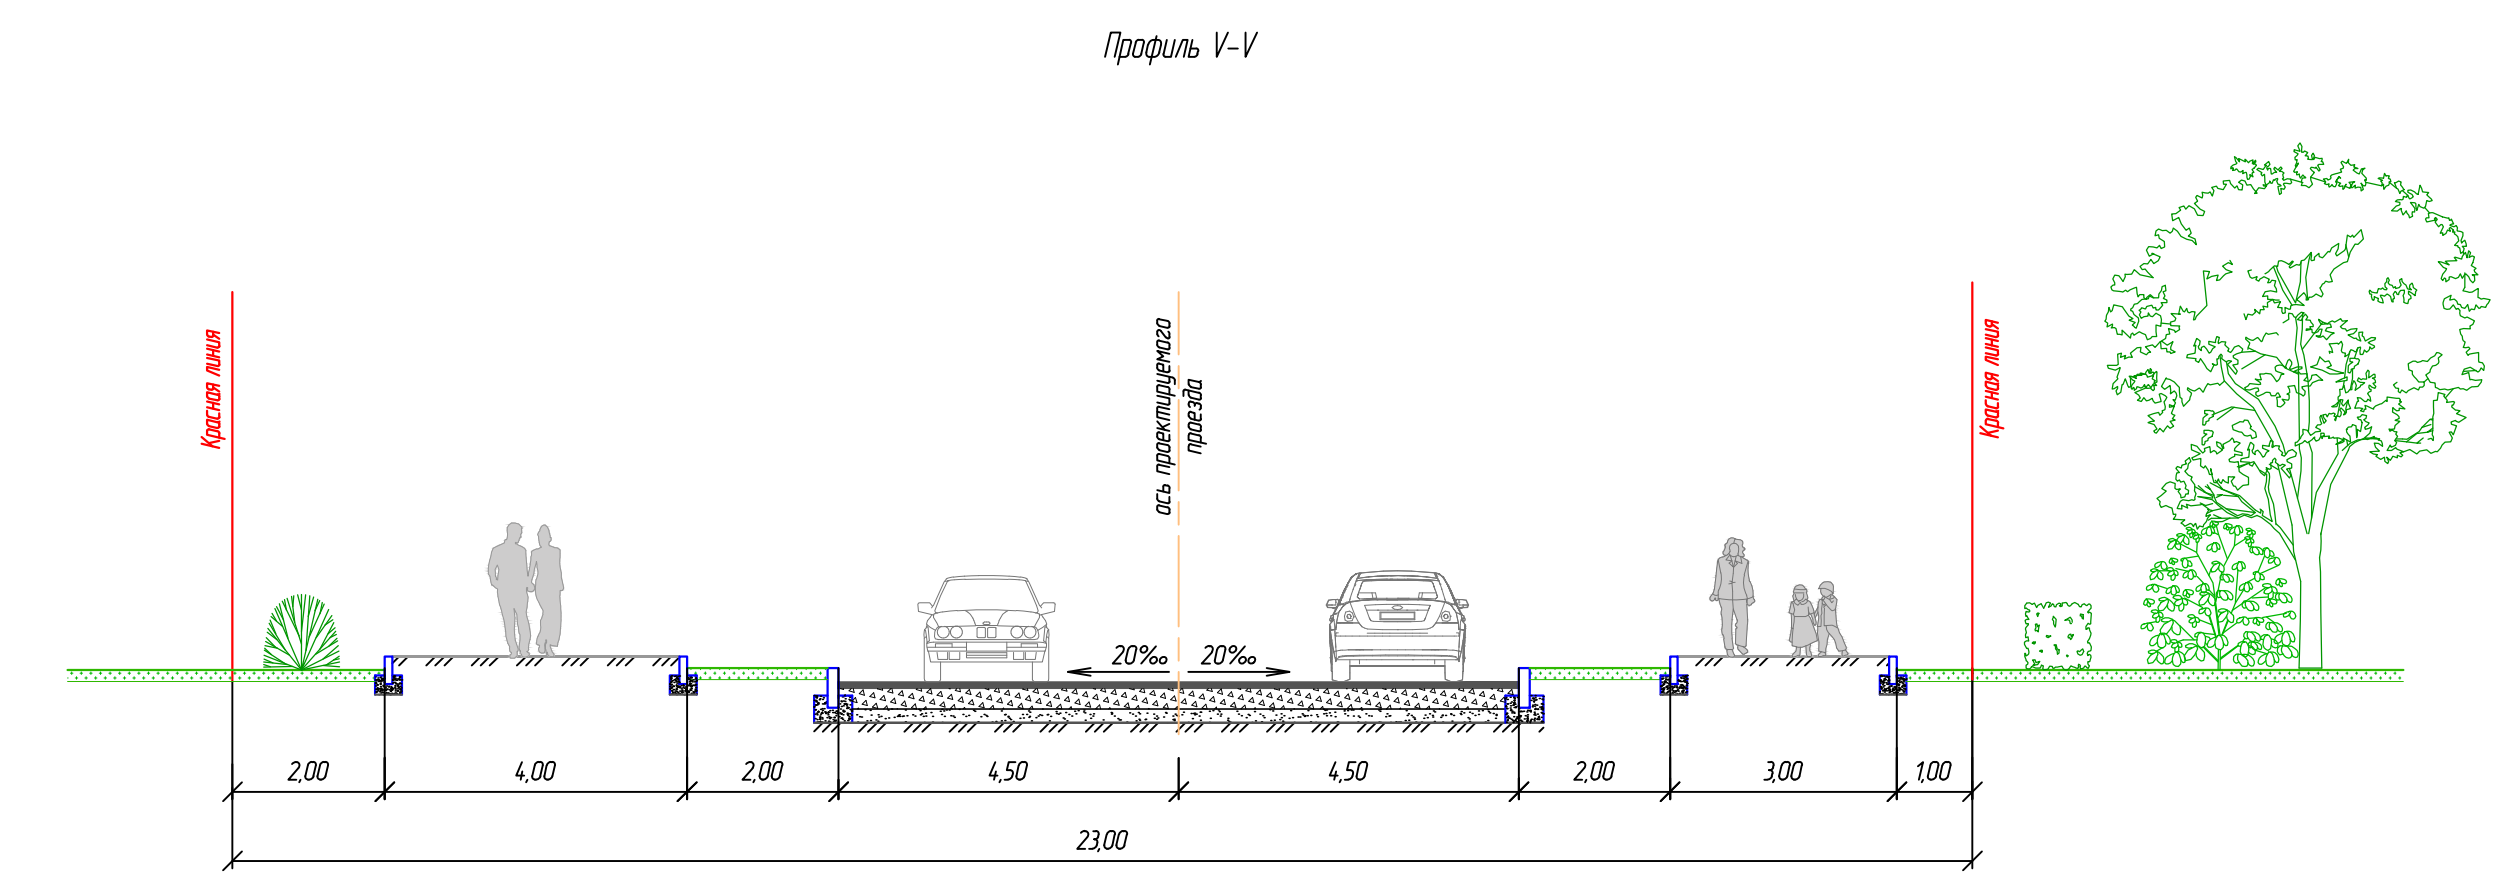 Профиль V-V
Красная линия
ось проектируемого
проезда
Красная линия
20‰ 20‰
2,00 4,00 2,00 4,50 4,50 2,00 3,00 1,00
23,00